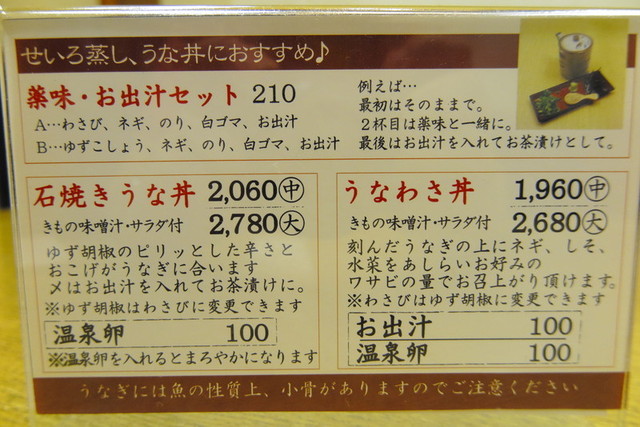 せいろ蒸し、うな丼におすすめ♪
薬味・お出汁セット 210
A…わさび、ネギ、のり、白ゴマ、お出汁
B…ゆずこしょう、ネギ、のり、白ゴマ、お出汁
例えば…
最初はそのままで。
2杯目は薬味と一緒に。
最後はお出汁を入れてお茶漬けとして。
石焼きうな丼 2,060㊥
きもの味噌汁・サラダ付 2,780大
ゆず胡椒のピリッとした辛さと
おこげがうなぎに合います
〆はお出汁を入れてお茶漬けに。
※ゆず胡椒はわさびに変更できます
温泉卵 100
※温泉卵を入れるとまろやかになります
うなわさ丼 1,960㊥
きもの味噌汁・サラダ付 2,680大
刻んだうなぎの上にネギ、しそ、
水菜をあしらいお好みの
ワサビの量でお召上がり頂けます。
※わさびはゆず胡椒に変更できます
お出汁 100
温泉卵 100
うなぎには魚の性質上、小骨がありますのでご注意ください